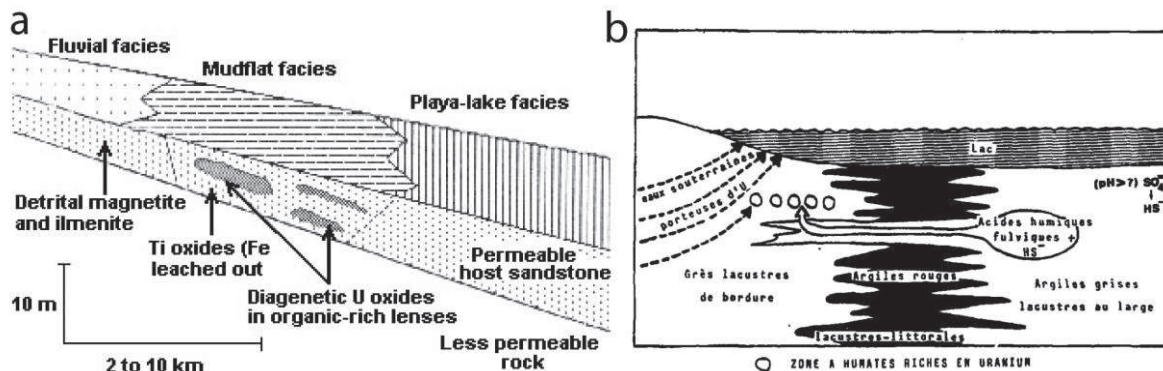 a
Fluvial facies
Mudflat facies
Playa-lake facies
Detrital magnetite
and ilmenite
Ti oxides (Fe
leached out
Diagenetic U oxides
in organic-rich lenses
Permeable
host sandstone
Less permeable
rock
10 m
2 to 10 km
b
Lac
eaux souterraines
porteuses d'U
(pH⩾?) SO₄⁻
↓
HS⁻
Acides humiques
fulviques +
HS⁻
Grès lacustres
de bordure
Argiles rouges
Argiles grises
lacustres au large
lacustres-littorales
ZONE A HUMATES RICHES EN URANIUM